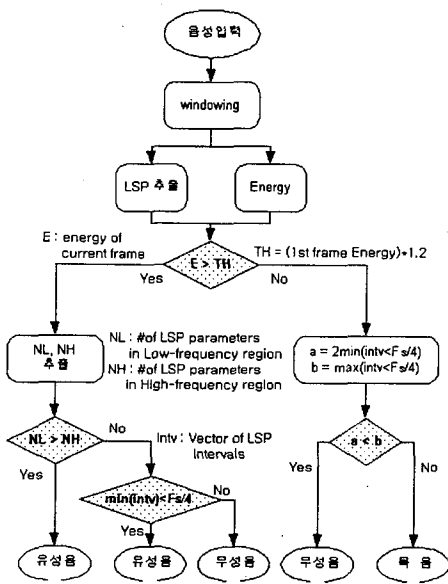 음성입력
windowing
LSP 추출
Energy
E : energy of
current frame
E > TH
TH = (1st frame Energy)*1.2
Yes
No
NL, NH
추출
NL : #of LSP parameters
in Low-frequency region
NH : #of LSP parameters
in High-frequency region
a = 2min(intv<Fs/4)
b = max(intv<Fs/4)
NL > NH
No
Intv : Vector of LSP
Intervals
a < b
Yes
min(intv)<Fs/4
No
Yes
No
Yes
유성음
유성음
무성음
무성음
묵 음